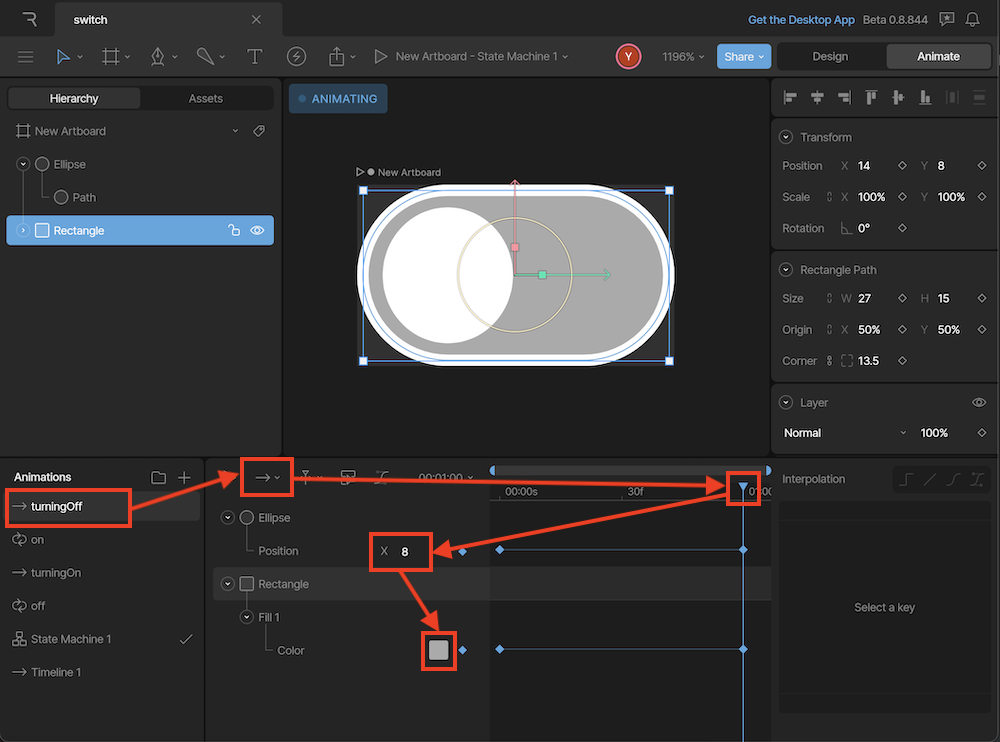 switch
Get the Desktop App Beta 0.8.844
New Artboard - State Machine 1
Y
1196%
Share
Design
Animate
Hierarchy
Assets
ANIMATING
New Artboard
Ellipse
Path
Rectangle
New Artboard
Transform
Position X 14 Y 8
Scale X 100% Y 100%
Rotation 0°
Rectangle Path
Size W 27 H 15
Origin X 50% Y 50%
Corner 13.5
Layer
Normal 100%
Animations
turningOff
on
turningOn
off
State Machine 1
Timeline 1
00:01:00
00:00s 30f
Ellipse
Position X 8
Rectangle
Fill 1
Color
Interpolation
Select a key